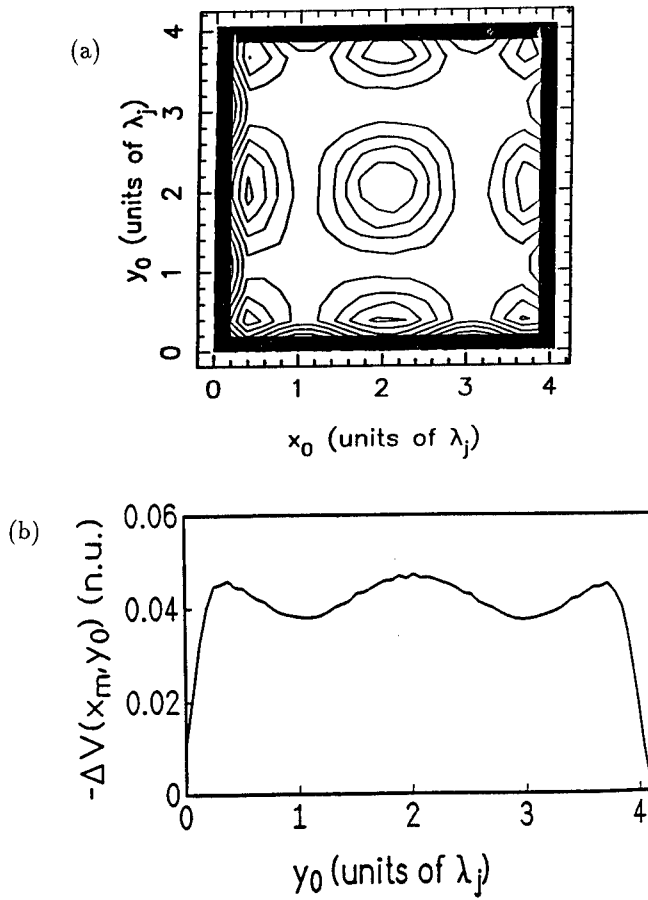 (a)
4
3
2
1
0
y₀ (units of λⱼ)
0 1 2 3 4
x₀ (units of λⱼ)
(b)
0.06
0.04
0.02
0
-ΔV(xₘ,y₀) (n.u.)
0 1 2 3 4
y₀ (units of λⱼ)